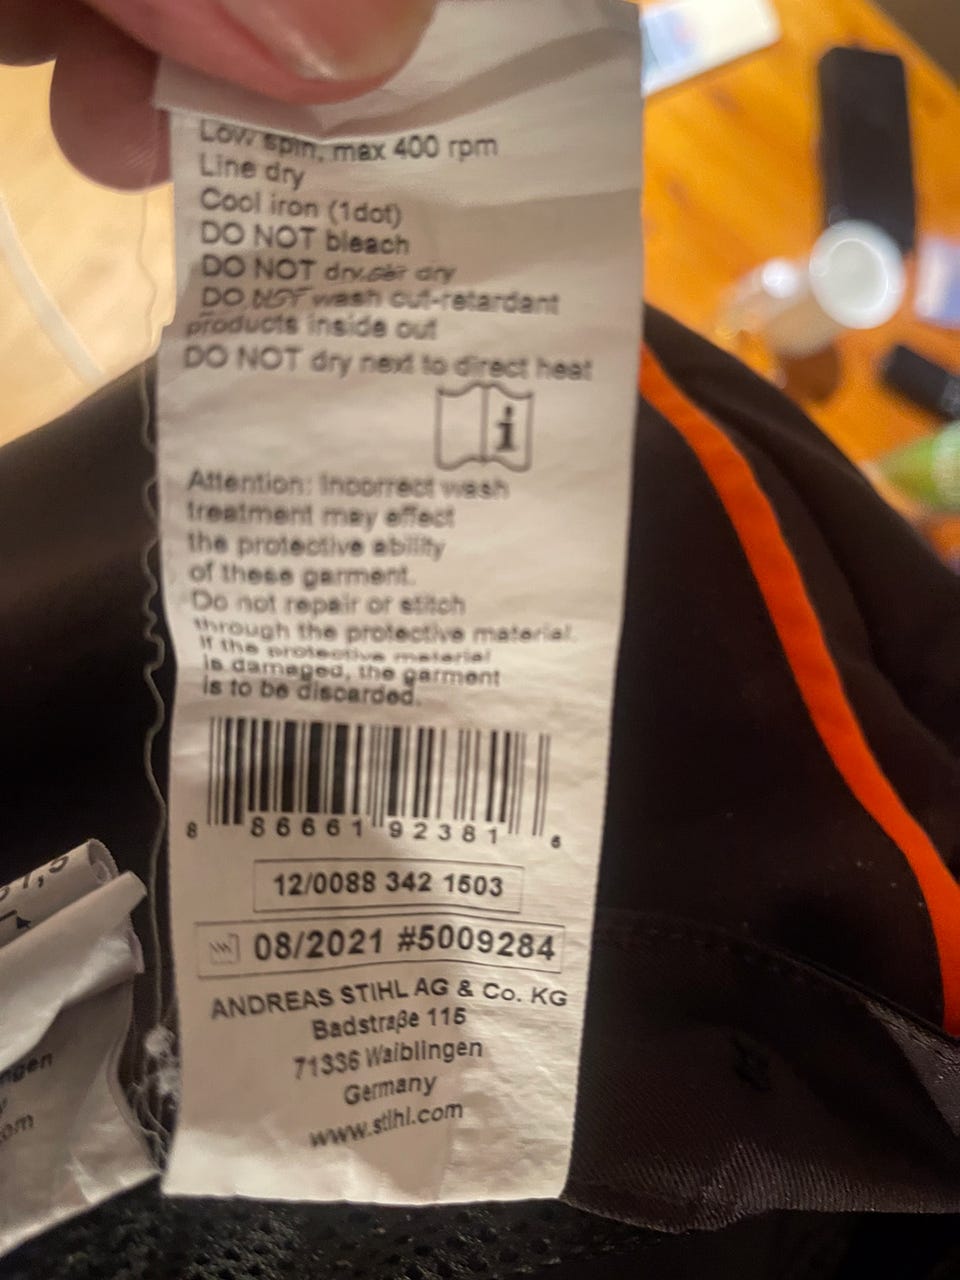 Low spin, max 400 rpm
Line dry
Cool iron (1dot)
DO NOT bleach
DO NOT dry
DO NOT wash cut-retardant
products inside out
DO NOT dry next to direct heat
i
Attention: Incorrect wash
treatment may effect
the protective ability
of these garment.
Do not repair or stitch
through the protective material.
If the protective material
is damaged, the garment
is to be discarded.
8 86661 92381 6
12/0088 342 1503
08/2021 #5009284
ANDREAS STIHL AG & Co. KG
Badstraße 115
71336 Waiblingen
Germany
www.stihl.com